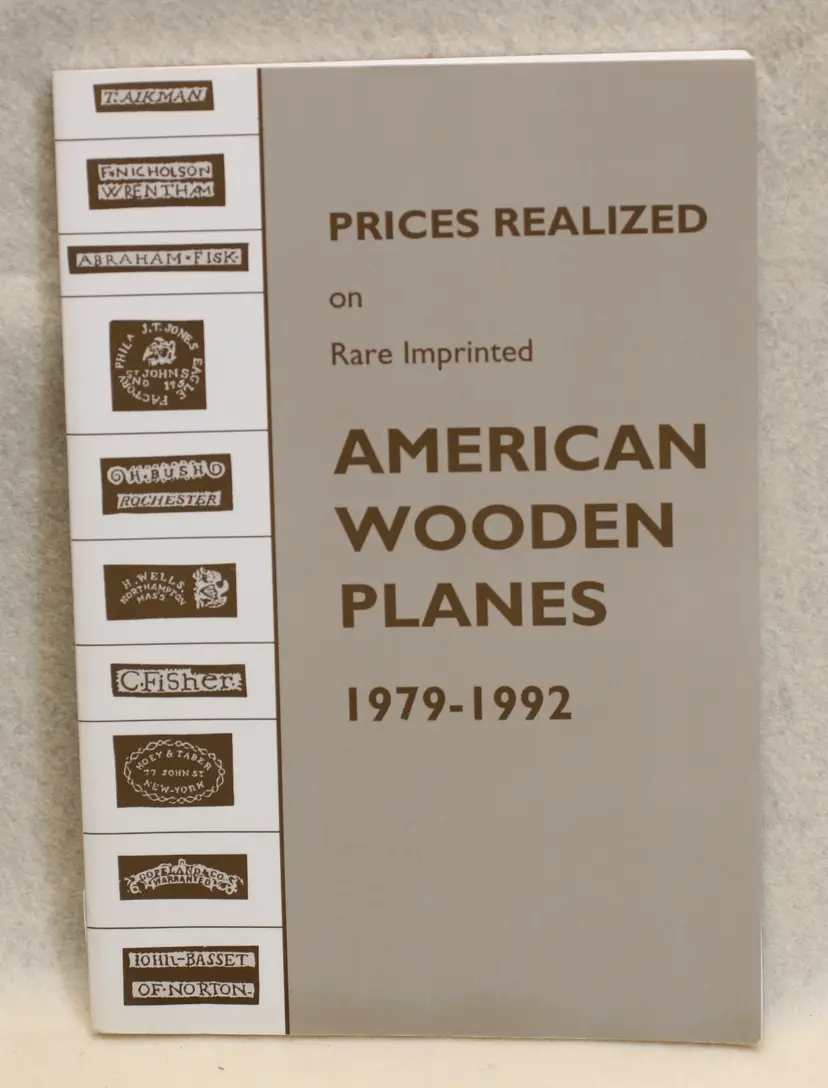 T. AIKMAN
F•NICHOLSON
WRENTHAM
ABRAHAM•FISK•
J.T. JONES
EAGLE
FACTORY
PHILA
ST JOHNS
NO 175
H•BUSH
ROCHESTER
H. WELLS.
NORTHAMPTON
MASS
C•FISHER•
HOEY & TABER
77 JOHN ST
NEW-YORK
COPELAND & CO.
WARRANTED
IOHN-BASSET
OF•NORTON-
PRICES REALIZED
on
Rare Imprinted
AMERICAN
WOODEN
PLANES
1979-1992